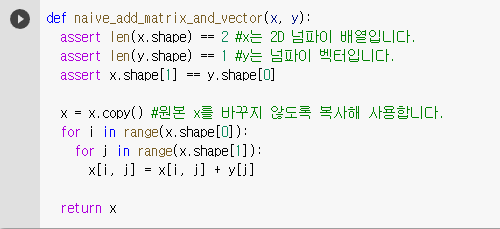 def naive_add_matrix_and_vector(x, y):
  assert len(x.shape) == 2 #x는 2D 넘파이 배열입니다.
  assert len(y.shape) == 1 #y는 넘파이 벡터입니다.
  assert x.shape[1] == y.shape[0]

  x = x.copy() #원본 x를 바꾸지 않도록 복사해 사용합니다.
  for i in range(x.shape[0]):
    for j in range(x.shape[1]):
      x[i, j] = x[i, j] + y[j]

  return x